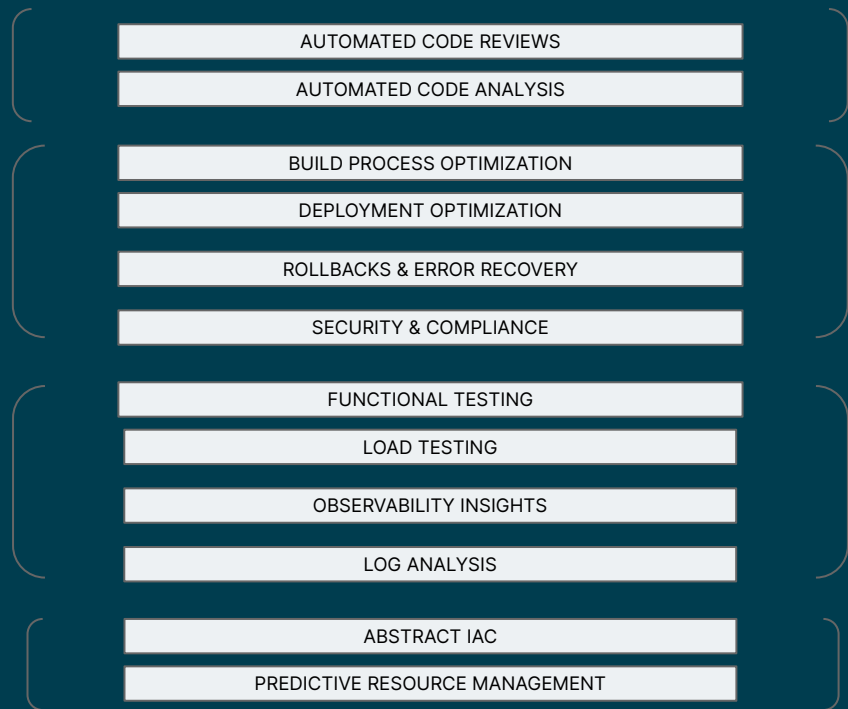 AUTOMATED CODE REVIEWS
AUTOMATED CODE ANALYSIS
BUILD PROCESS OPTIMIZATION
DEPLOYMENT OPTIMIZATION
ROLLBACKS & ERROR RECOVERY
SECURITY & COMPLIANCE
FUNCTIONAL TESTING
LOAD TESTING
OBSERVABILITY INSIGHTS
LOG ANALYSIS
ABSTRACT IAC
PREDICTIVE RESOURCE MANAGEMENT